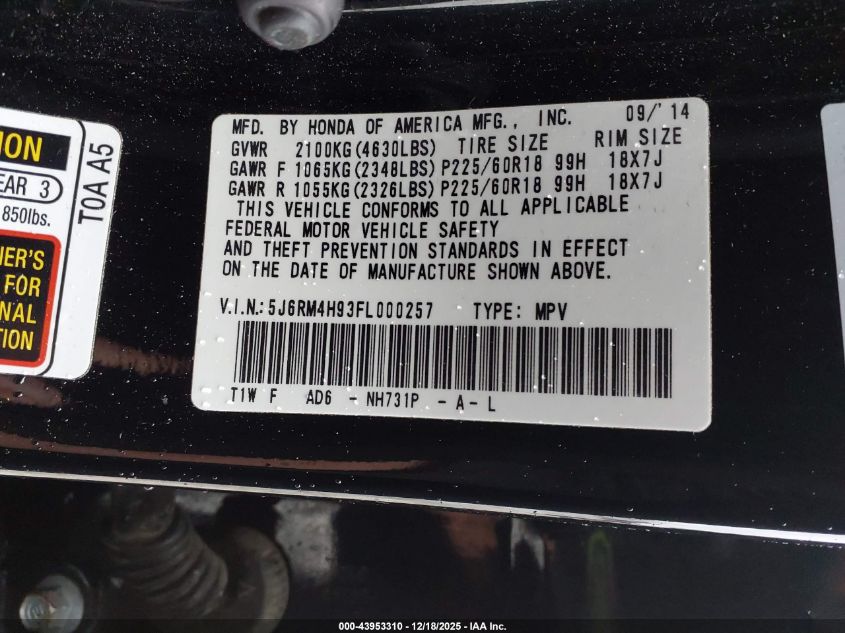 ION
EAR 3
850lbs.
T0A A5
NER'S
FOR
NAL
TION
MFD. BY HONDA OF AMERICA MFG., INC. 09/'14
GVWR 2100KG(4630LBS) TIRE SIZE RIM SIZE
GAWR F 1065KG(2348LBS) P225/60R18 99H 18X7J
GAWR R 1055KG(2326LBS) P225/60R18 99H 18X7J
THIS VEHICLE CONFORMS TO ALL APPLICABLE
FEDERAL MOTOR VEHICLE SAFETY
AND THEFT PREVENTION STANDARDS IN EFFECT
ON THE DATE OF MANUFACTURE SHOWN ABOVE.
V.I.N.: 5J6RM4H93FL000257 TYPE: MPV
T1W F AD6 - NH731P - A - L
000-43953310 - 12/18/2025 - IAA Inc.